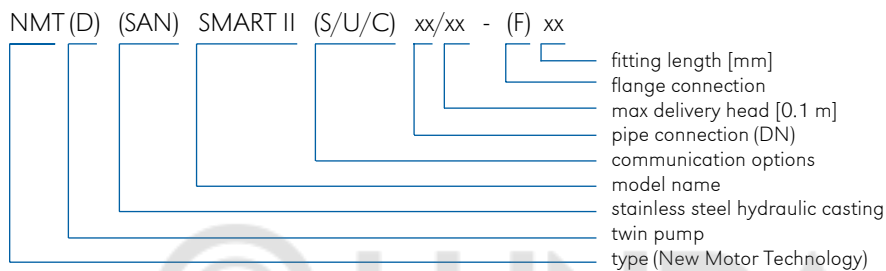 NMT (D) (SAN) SMART II (S/U/C) xx/xx - (F) xx
fitting length [mm]
flange connection
max delivery head [0.1 m]
pipe connection (DN)
communication options
model name
stainless steel hydraulic casting
twin pump
type (New Motor Technology)